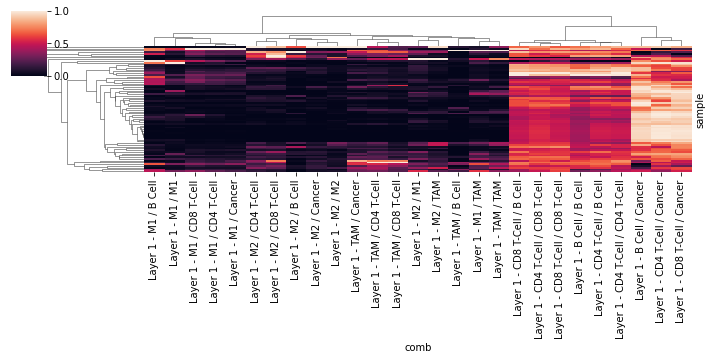 1.0
0.5
0.0
sample
Layer 1 - M1 / B Cell
Layer 1 - M1 / M1
Layer 1 - M1 / CD8 T-Cell
Layer 1 - M1 / CD4 T-Cell
Layer 1 - M1 / Cancer
Layer 1 - M2 / CD4 T-Cell
Layer 1 - M2 / CD8 T-Cell
Layer 1 - M2 / B Cell
Layer 1 - M2 / Cancer
Layer 1 - M2 / M2
Layer 1 - TAM / Cancer
Layer 1 - TAM / CD4 T-Cell
Layer 1 - TAM / CD8 T-Cell
Layer 1 - M2 / M1
Layer 1 - M2 / TAM
Layer 1 - TAM / B Cell
Layer 1 - M1 / TAM
Layer 1 - TAM / TAM
Layer 1 - CD8 T-Cell / B Cell
Layer 1 - CD4 T-Cell / CD8 T-Cell
Layer 1 - CD8 T-Cell / CD8 T-Cell
Layer 1 - B Cell / B Cell
Layer 1 - CD4 T-Cell / B Cell
Layer 1 - CD4 T-Cell / CD4 T-Cell
Layer 1 - B Cell / Cancer
Layer 1 - CD4 T-Cell / Cancer
Layer 1 - CD8 T-Cell / Cancer
comb